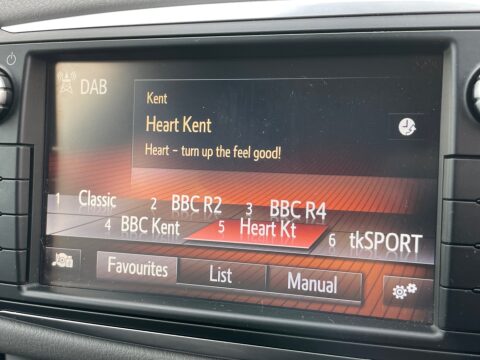 DAB
Kent
Heart Kent
Heart – turn up the feel good!
1 Classic 2 BBC R2 3 BBC R4
4 BBC Kent 5 Heart Kt 6 tkSPORT
Favourites List Manual